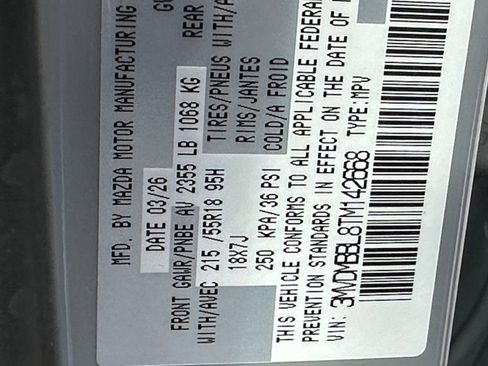 MFD. BY MAZDA MOTOR MANUFACTURING
DATE 03/26
FRONT GAWR/PNBE AV 2355 LB 1068 KG
REAR
WITH/AVEC 215/55R18 95H
TIRES/PNEUS WITH/
18X7J
RIMS/JANTES
250 KPA/36 PSI
COLD/A FROID
THIS VEHICLE CONFORMS TO ALL APPLICABLE FEDERA
PREVENTION STANDARDS IN EFFECT ON THE DATE OF
VIN: 3MVDMBBL8TM142668 TYPE:MPV